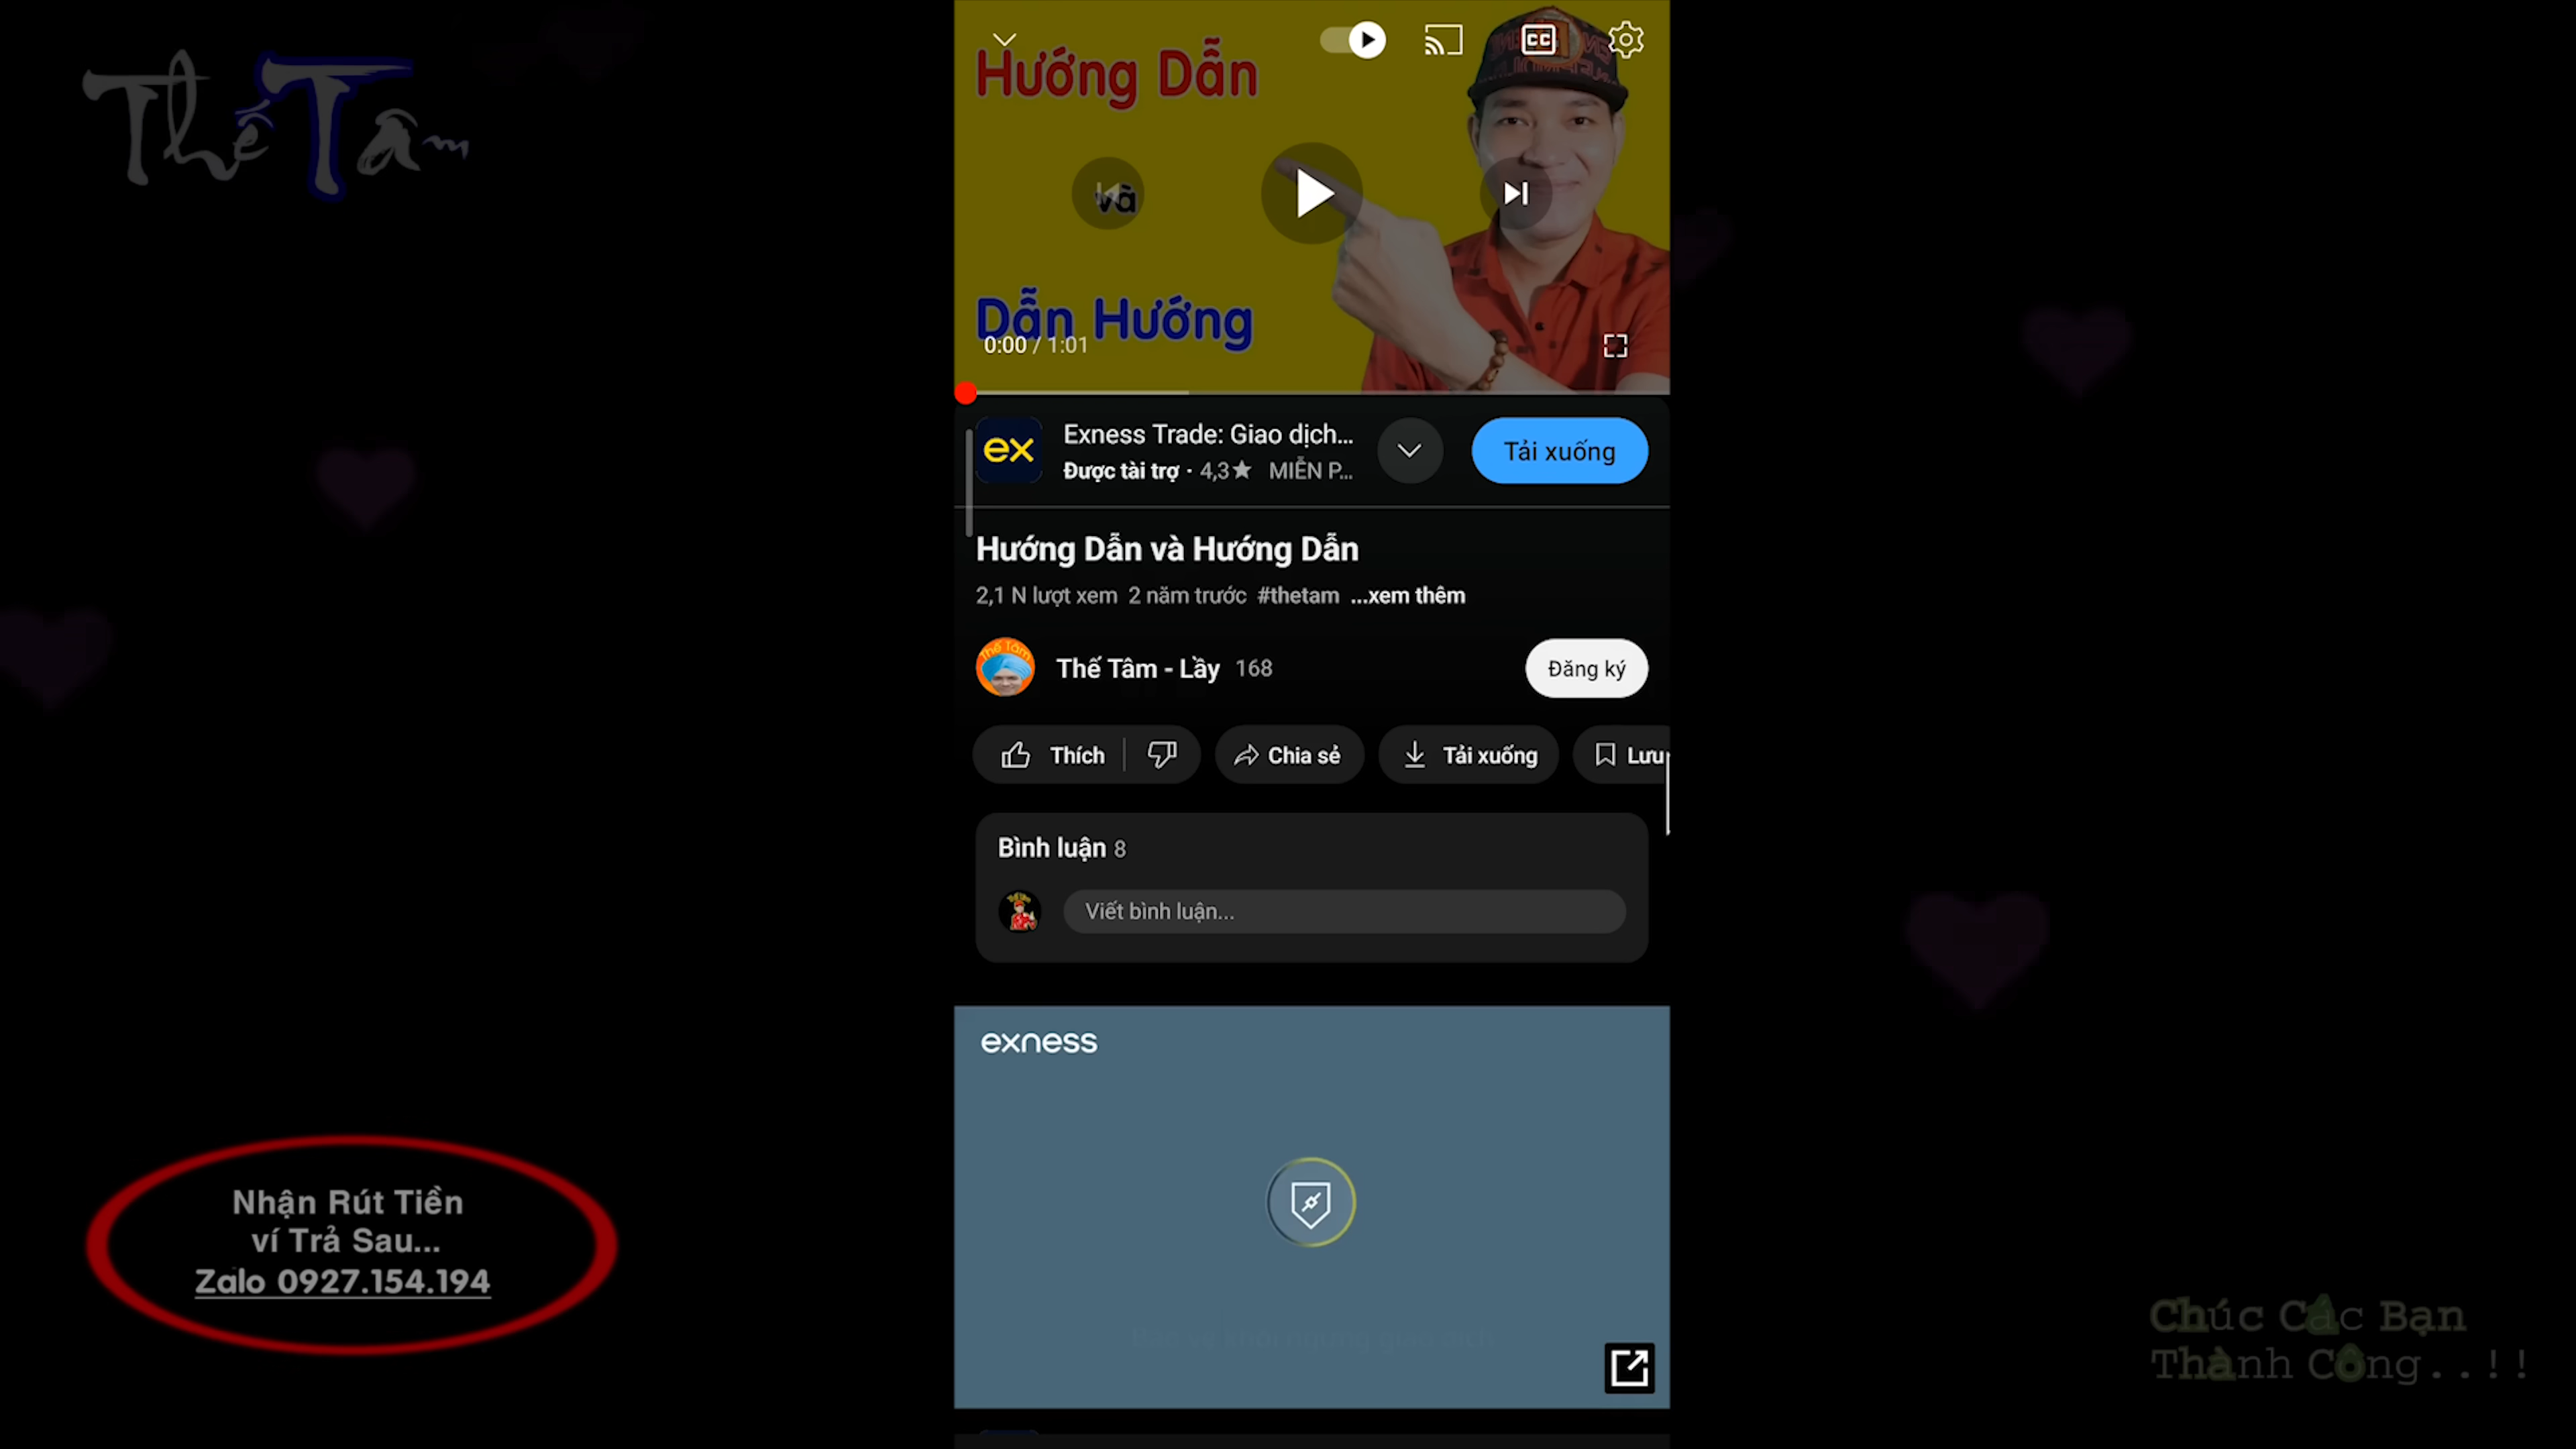 Thế Tâm
Hướng Dẫn
và
Dẫn Hướng
0:00 / 1:01
ex
Exness Trade: Giao dịch...
Được tài trợ · 4,3★ MIỄN P...
Tải xuống
Hướng Dẫn và Hướng Dẫn
2,1 N lượt xem 2 năm trước #thetam ...xem thêm
Thế Tâm
Thế Tâm - Lầy 168
Đăng ký
Thích
Chia sẻ
Tải xuống
Lưu
Bình luận 8
Viết bình luận...
exness
Nhận Rút Tiền
ví Trả Sau...
Zalo 0927.154.194
Chúc Các Bạn
Thành Công..!!